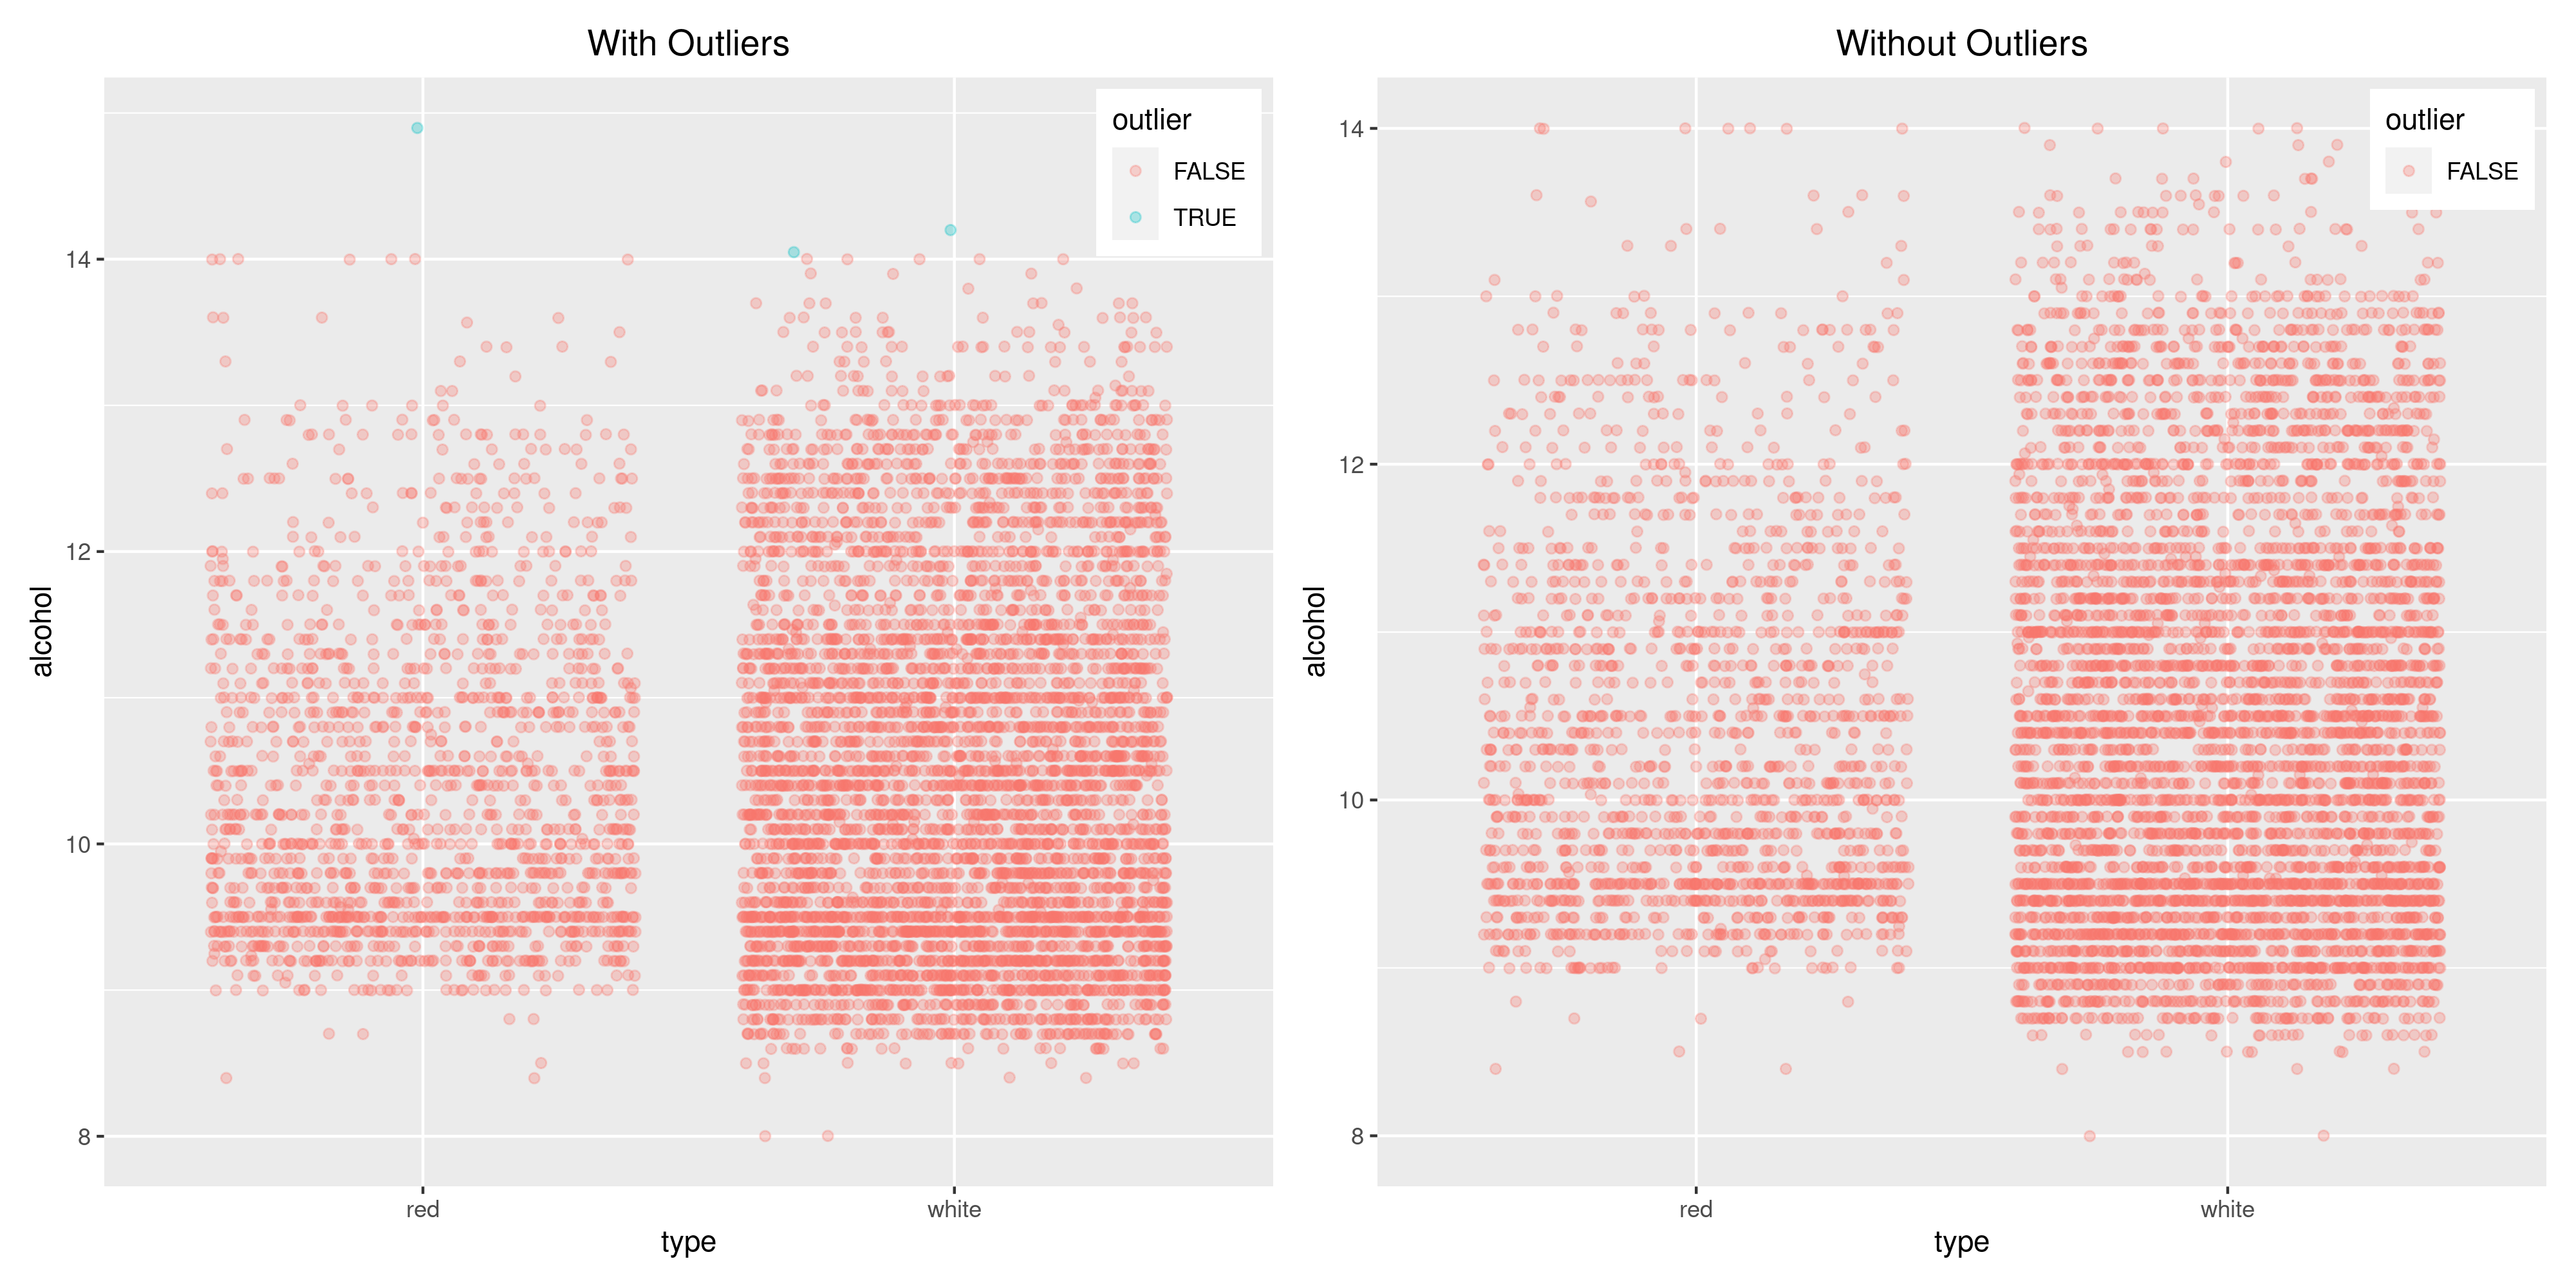 With Outliers
outlier
FALSE
TRUE
14
12
10
8
alcohol
red white
type
Without Outliers
outlier
FALSE
14
12
10
8
alcohol
red white
type